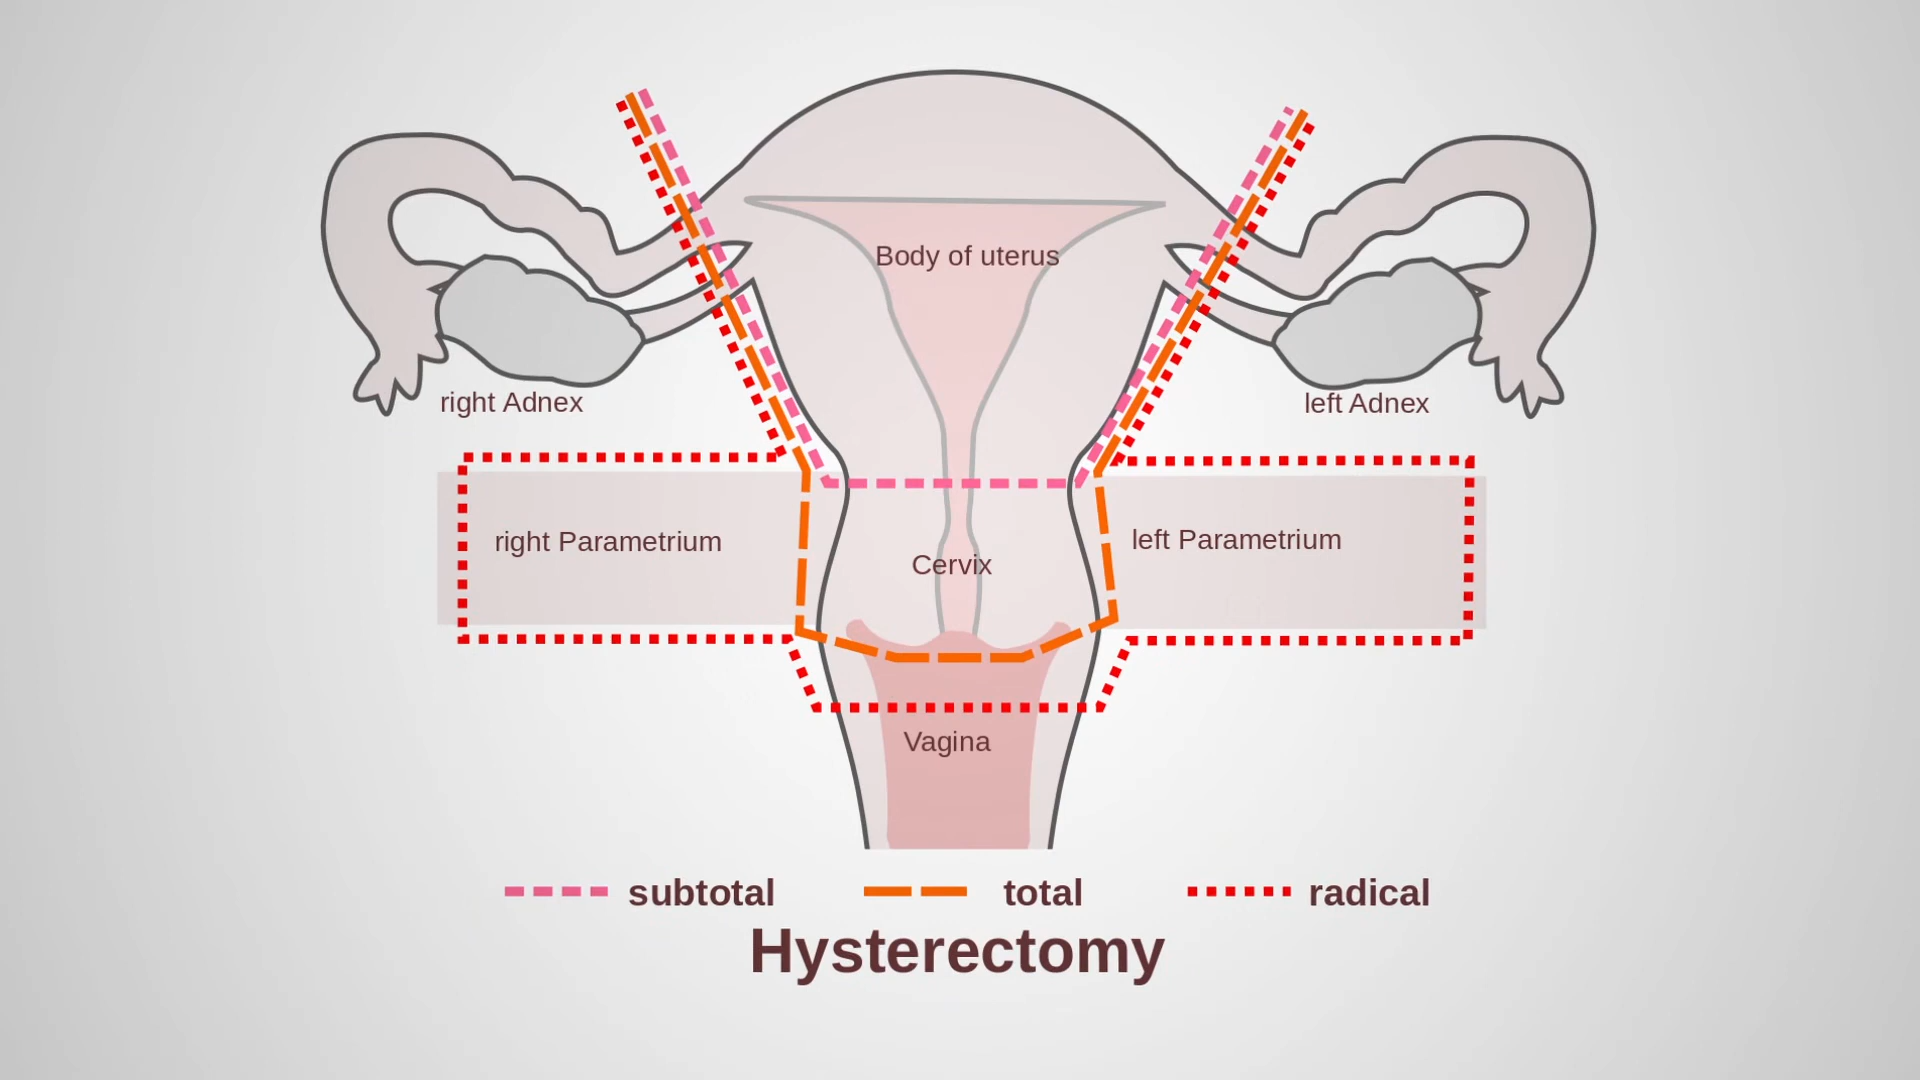 Body of uterus
right Adnex
left Adnex
right Parametrium
left Parametrium
Cervix
Vagina
subtotal
total
radical
Hysterectomy